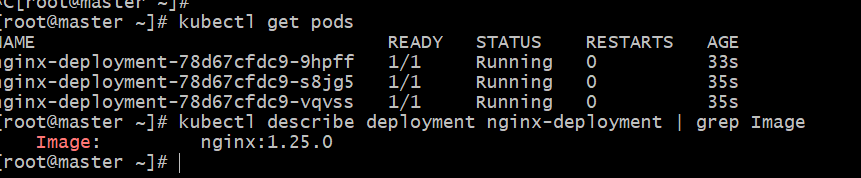 ^C[root@master ~]#
[root@master ~]# kubectl get pods
NAME                                READY   STATUS    RESTARTS   AGE
nginx-deployment-78d67cfdc9-9hpff   1/1     Running   0          33s
nginx-deployment-78d67cfdc9-s8jg5   1/1     Running   0          35s
nginx-deployment-78d67cfdc9-vqvss   1/1     Running   0          35s
[root@master ~]# kubectl describe deployment nginx-deployment | grep Image
    Image:         nginx:1.25.0
[root@master ~]#